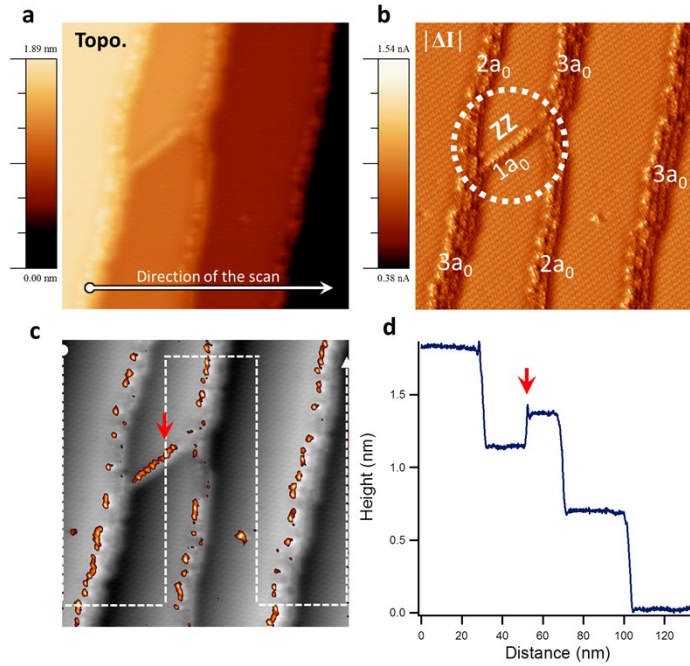 a
1.89 nm
Topo.
0.00 nm
Direction of the scan
b
1.54 nA
|ΔI|
2a₀
3a₀
ZZ
1a₀
3a₀
3a₀
2a₀
0.38 nA
c
d
1.5
1.0
0.5
0.0
Height (nm)
0 20 40 60 80 100 120
Distance (nm)